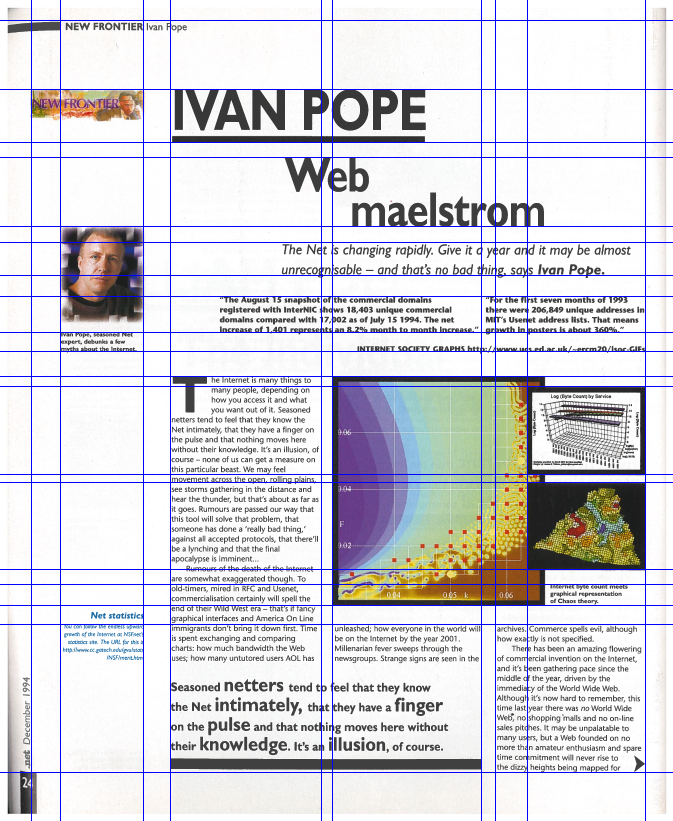 NEW FRONTIER Ivan Pope
NEW FRONTIER
IVAN POPE
Web
maelstrom
The Net is changing rapidly. Give it a year and it may be almost
unrecognisable – and that's no bad thing, says Ivan Pope.
Ivan Pope, seasoned Net
expert, debunks a few
myths about the Internet.
"The August 15 snapshot of the commercial domains
registered with InterNIC shows 18,403 unique commercial
domains compared with 17,002 as of July 15 1994. The net
increase of 1,401 represents an 8.2% month to month increase."
"For the first seven months of 1993
there were 206,849 unique addresses in
MIT's Usenet address lists. That means
growth in posters is about 360%."
INTERNET SOCIETY GRAPHS http://www.ucs.ed.ac.uk/~ercm20/isoc-GIFs
The Internet is many things to
many people, depending on
how you access it and what
you want out of it. Seasoned
netters tend to feel that they know the
Net intimately, that they have a finger on
the pulse and that nothing moves here
without their knowledge. It's an illusion, of
course – none of us can get a measure on
this particular beast. We may feel
movement across the open, rolling plains,
see storms gathering in the distance and
hear the thunder, but that's about as far as
it goes. Rumours are passed our way that
this tool will solve that problem, that
someone has done a 'really bad thing,'
against all accepted protocols, that there'll
be a lynching and that the final
apocalypse is imminent...
Rumours of the death of the Internet
are somewhat exaggerated though. To
old-timers, mired in RFC and Usenet,
commercialisation certainly will spell the
end of their Wild West era – that's if fancy
graphical interfaces and America On Line
immigrants don't bring it down first. Time
is spent exchanging and comparing
charts: how much bandwidth the Web
uses; how many untutored users AOL has
0.06
0.04
0.02
0.04 0.05 k 0.06
Log (Byte Count) by Service
Internet byte count meets
graphical representation
of Chaos theory.
Net statistics
You can follow the endless upward
growth of the Internet at NSFnet's
statistics site. The URL for this is
http://www.cc.gatech.edu/gvu/stats
/NSF/merit.html
unleashed; how everyone in the world will
be on the Internet by the year 2001.
Millenarian fever sweeps through the
newsgroups. Strange signs are seen in the
archives. Commerce spells evil, although
how exactly is not specified.
There has been an amazing flowering
of commercial invention on the Internet,
and it's been gathering pace since the
middle of the year, driven by the
immediacy of the World Wide Web.
Although it's now hard to remember, this
time last year there was no World Wide
Web, no shopping malls and no on-line
sales pitches. It may be unpalatable to
many users, but a Web founded on no
more than amateur enthusiasm and spare
time commitment will never rise to
the dizzy heights being mapped for
Seasoned netters tend to feel that they know
the Net intimately, that they have a finger
on the pulse and that nothing moves here without
their knowledge. It's an illusion, of course.
.net December 1994
24